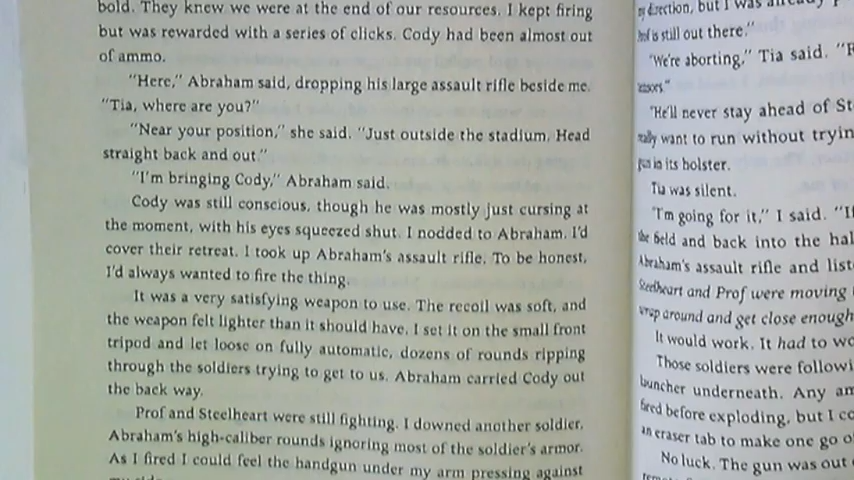 bold. They knew we were at the end of our resources. I kept firing
but was rewarded with a series of clicks. Cody had been almost out
of ammo.
"Here," Abraham said, dropping his large assault rifle beside me.
"Tia, where are you?"
"Near your position," she said. "Just outside the stadium. Head
straight back and out."
"I'm bringing Cody," Abraham said.
Cody was still conscious, though he was mostly just cursing at
the moment, with his eyes squeezed shut. I nodded to Abraham. I'd
cover their retreat. I took up Abraham's assault rifle. To be honest,
I'd always wanted to fire the thing.
It was a very satisfying weapon to use. The recoil was soft, and
the weapon felt lighter than it should have. I set it on the small front
tripod and let loose on fully automatic, dozens of rounds ripping
through the soldiers trying to get to us. Abraham carried Cody out
the back way.
Prof and Steelheart were still fighting. I downed another soldier,
Abraham's high-caliber rounds ignoring most of the soldier's armor.
As I fired I could feel the handgun under my arm pressing against
direction, but I was
is still out there."
"We're aborting," Tia said.
"He'll never stay ahead of
want to run without
in its holster.
Tia was silent.
"I'm going for it," I said. "If
the field and back into the
Abraham's assault rifle and
Steelheart and Prof were moving
wrap around and get close enough
It would work. It had to
Those soldiers were
launcher underneath. Any
fired before exploding, but I
an eraser tab to make one go
No luck. The gun was out